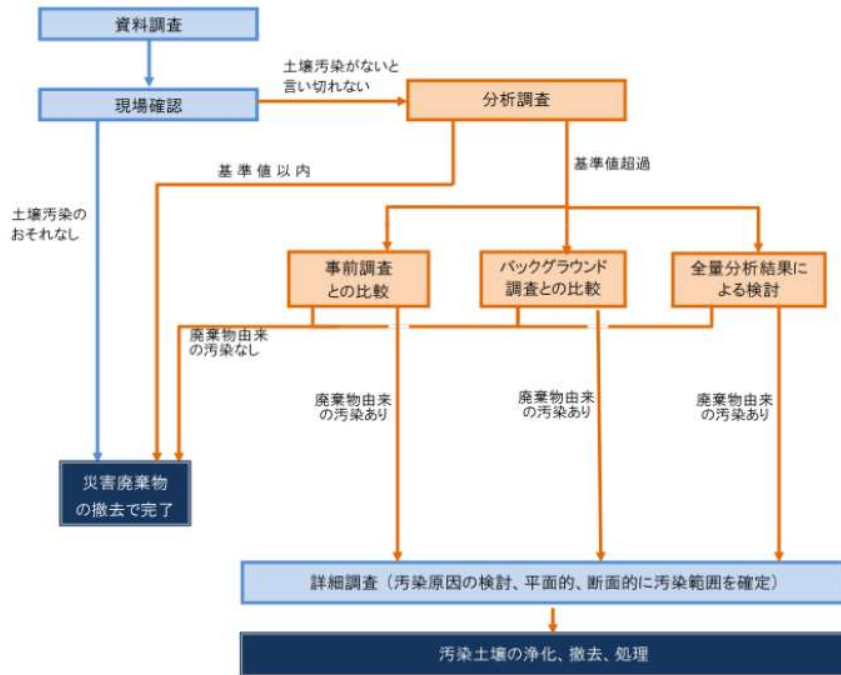 資料調査
土壌汚染がないと
言い切れない
現場確認
分析調査
基準値以内
基準値超過
土壌汚染の
おそれなし
事前調査
との比較
バックグラウンド
調査との比較
全量分析結果に
よる検討
廃棄物由来
の汚染なし
廃棄物由来
の汚染あり
廃棄物由来
の汚染あり
廃棄物由来
の汚染あり
災害廃棄物
の撤去で完了
詳細調査（汚染原因の検討、平面的、断面的に汚染範囲を確定）
汚染土壌の浄化、撤去、処理